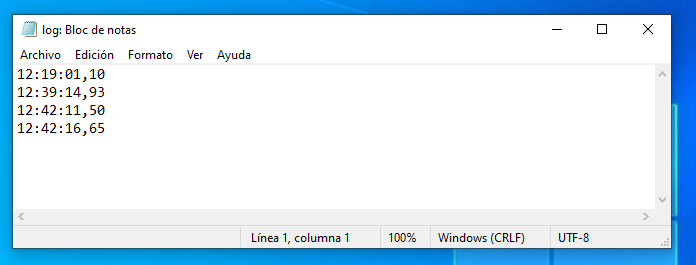 log: Bloc de notas
Archivo Edición Formato Ver Ayuda
12:19:01,10
12:39:14,93
12:42:11,50
12:42:16,65
Línea 1, columna 1 100% Windows (CRLF) UTF-8